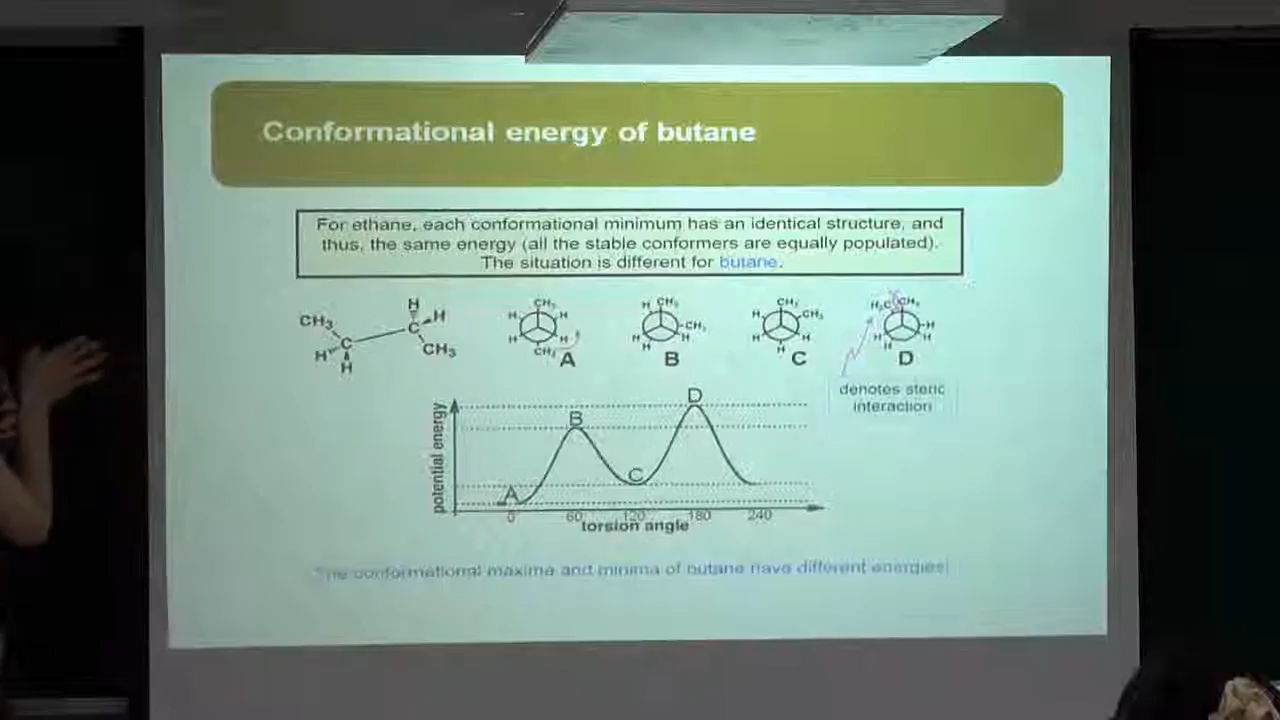 Conformational energy of butane
For ethane, each conformational minimum has an identical structure, and
thus, the same energy (all the stable conformers are equally populated).
The situation is different for butane.
CH₃ H H C C H H CH₃
CH₃ H H H H CH₃ A
H CH₃ CH₃ H H H B
CH₃ H CH₃ H H H C
H₃C CH₃ H H H H D
denotes steric
interaction
potential energy
A B C D
0 60 120 180 240
torsion angle
The conformational maxima and minima of butane have different energies!